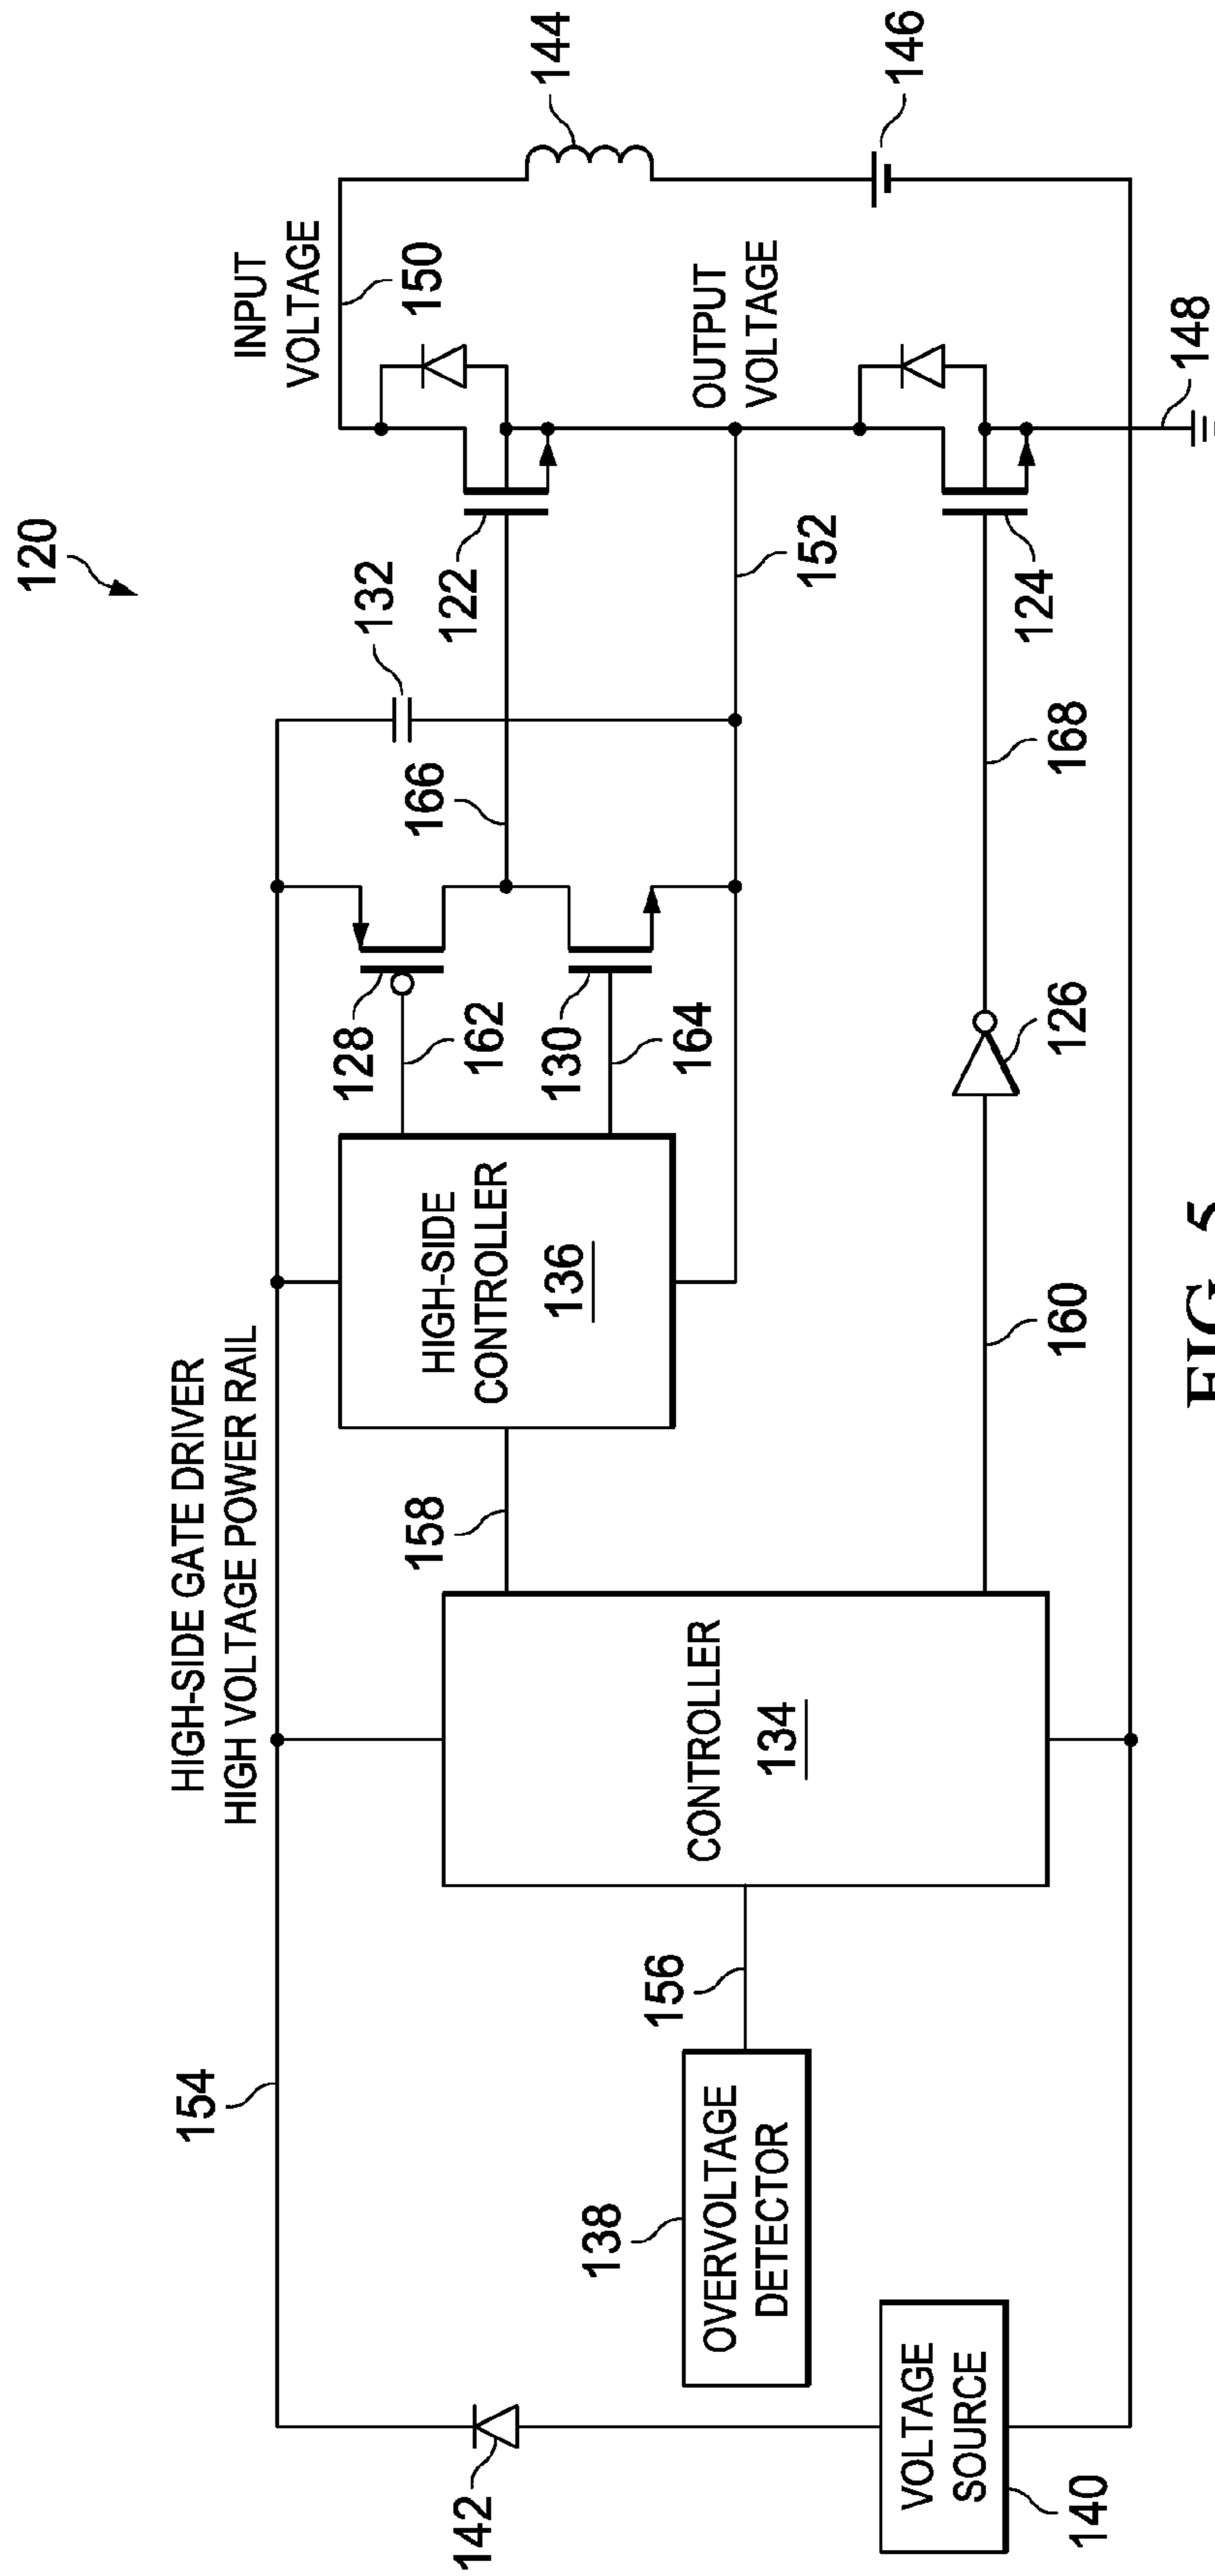 120
HIGH-SIDE GATE DRIVER
HIGH VOLTAGE POWER RAIL
154
142
VOLTAGE
SOURCE
140
138
OVERVOLTAGE
DETECTOR
156
CONTROLLER
134
158
HIGH-SIDE
CONTROLLER
136
128
162
130
164
166
132
122
INPUT
VOLTAGE
150
144
146
OUTPUT
VOLTAGE
152
160
126
168
124
148
FIG. 5